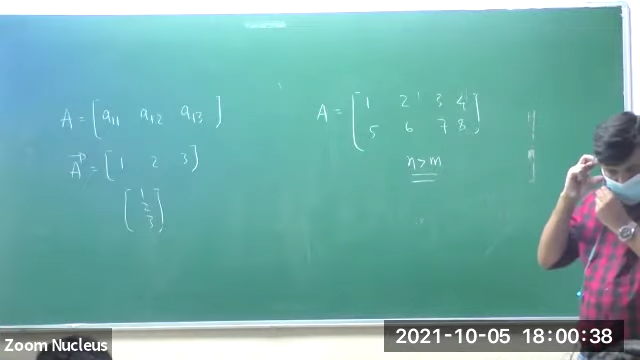 A = [a11 a12 a13]
A = [1 2 3]
[1
2
3]
A = [1 2 3 4
5 6 7 8]
n>m
2021-10-05 18:00:38
Zoom Nucleus